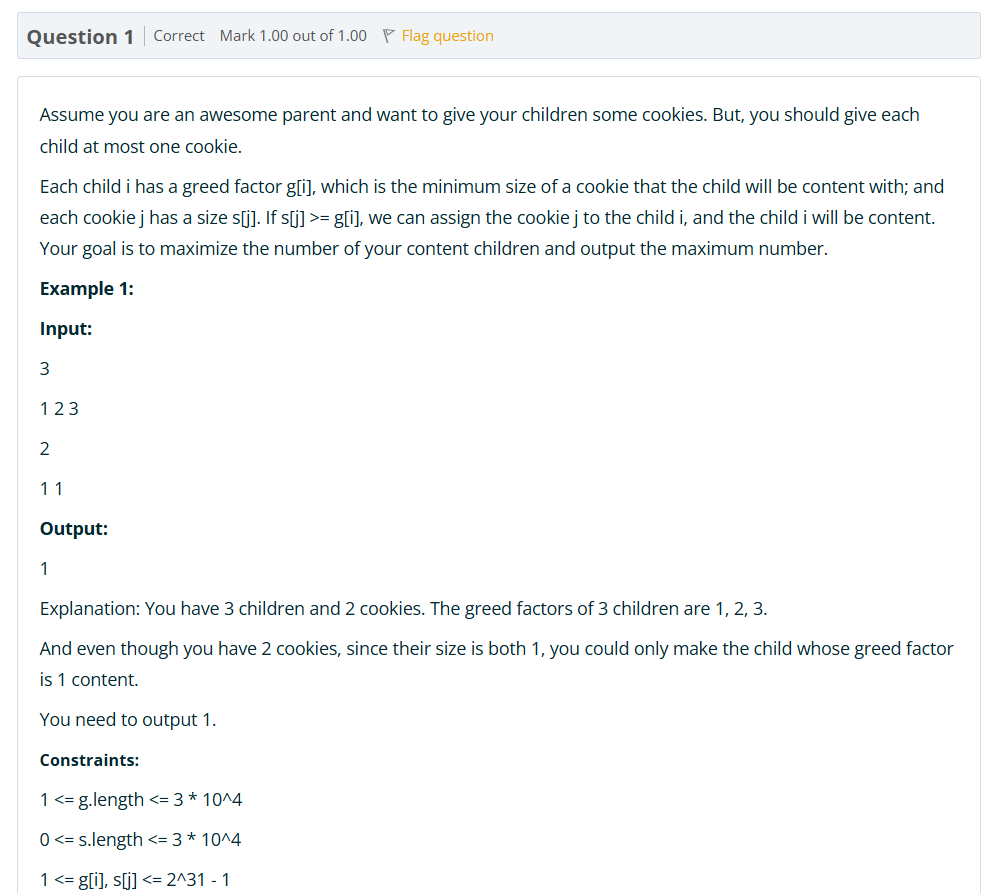 Question 1 Correct Mark 1.00 out of 1.00 Flag question
Assume you are an awesome parent and want to give your children some cookies. But, you should give each
child at most one cookie.
Each child i has a greed factor g[i], which is the minimum size of a cookie that the child will be content with; and
each cookie j has a size s[j]. If s[j] >= g[i], we can assign the cookie j to the child i, and the child i will be content.
Your goal is to maximize the number of your content children and output the maximum number.
Example 1:
Input:
3
1 2 3
2
1 1
Output:
1
Explanation: You have 3 children and 2 cookies. The greed factors of 3 children are 1, 2, 3.
And even though you have 2 cookies, since their size is both 1, you could only make the child whose greed factor
is 1 content.
You need to output 1.
Constraints:
1 <= g.length <= 3 * 10^4
0 <= s.length <= 3 * 10^4
1 <= g[i], s[j] <= 2^31 - 1